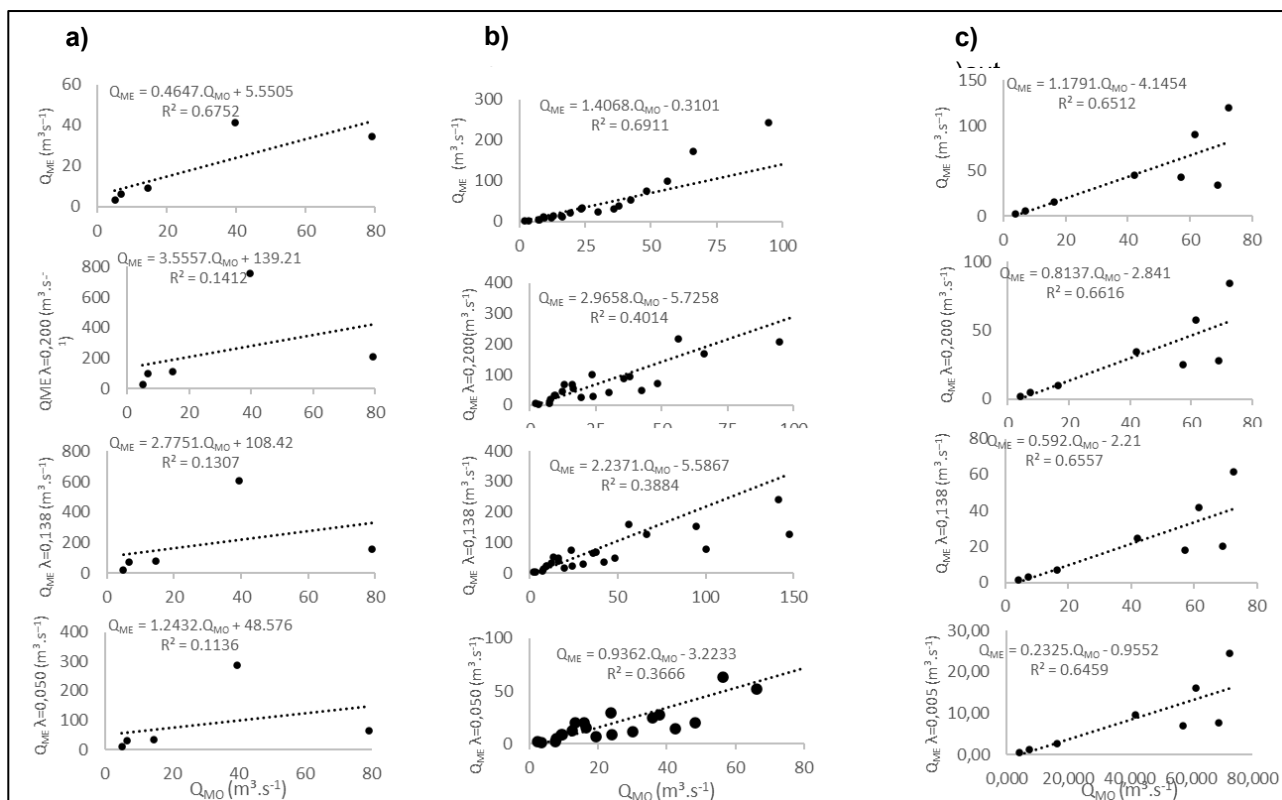 a)
Q_ME = 0.4647.Q_MO + 5.5505
R² = 0.6752
Q_ME (m³s⁻¹)
60
40
20
0
0 20 40 60 80
Q_ME = 3.5557.Q_MO + 139.21
R² = 0.1412
Q|ME λ=0,200 (m³.s-
¹)
800
600
400
200
0
0 20 40 60 80
Q_ME = 2.7751.Q_MO + 108.42
R² = 0.1307
Q_ME λ=0,138 (m³.s⁻¹)
800
600
400
200
0
0 20 40 60 80
Q_ME = 1.2432.Q_MO + 48.576
R² = 0.1136
Q_ME λ=0,050 (m³.s⁻¹)
400
300
200
100
0
0 20 40 60 80
Q_MO (m³.s⁻¹)
b)
Q_ME = 1.4068.Q_MO - 0.3101
R² = 0.6911
Q_ME (m³.s⁻¹)
300
200
100
0
0 25 50 75 100
Q_ME = 2.9658.Q_MO - 5.7258
R² = 0.4014
Q_ME λ=0,200(m³.s⁻¹)
400
300
200
100
0
0 25 50 75 100
Q_ME = 2.2371.Q_MO - 5.5867
R² = 0.3884
Q_ME λ=0,138 (m³.s⁻¹)
400
300
200
100
0
0 50 100 150
Q_ME = 0.9362.Q_MO - 3.2233
R² = 0.3666
Q_ME λ=0,050 (m³.s⁻¹)
100
50
0
0 20 40 60 80
Q_MO (m³.s⁻¹)
c)
Q_ME = 1.1791.Q_MO - 4.1454
R² = 0.6512
Q_ME (m³.s⁻¹)
150
100
50
0
0 20 40 60 80
Q_ME = 0.8137.Q_MO - 2.841
R² = 0.6616
Q_ME λ=0,200 (m³.s⁻¹)
100
50
0
0 20 40 60 80
Q_ME = 0.592.Q_MO - 2.21
R² = 0.6557
Q_ME λ=0,138 (m³.s⁻¹)
80
60
40
20
0
0 20 40 60 80
Q_ME = 0.2325.Q_MO - 0.9552
R² = 0.6459
Q_ME λ=0,005 (m³.s⁻¹)
30,00
20,00
10,00
0,00
0,000 20,000 40,000 60,000 80,000
Q_MO (m³.s⁻¹)